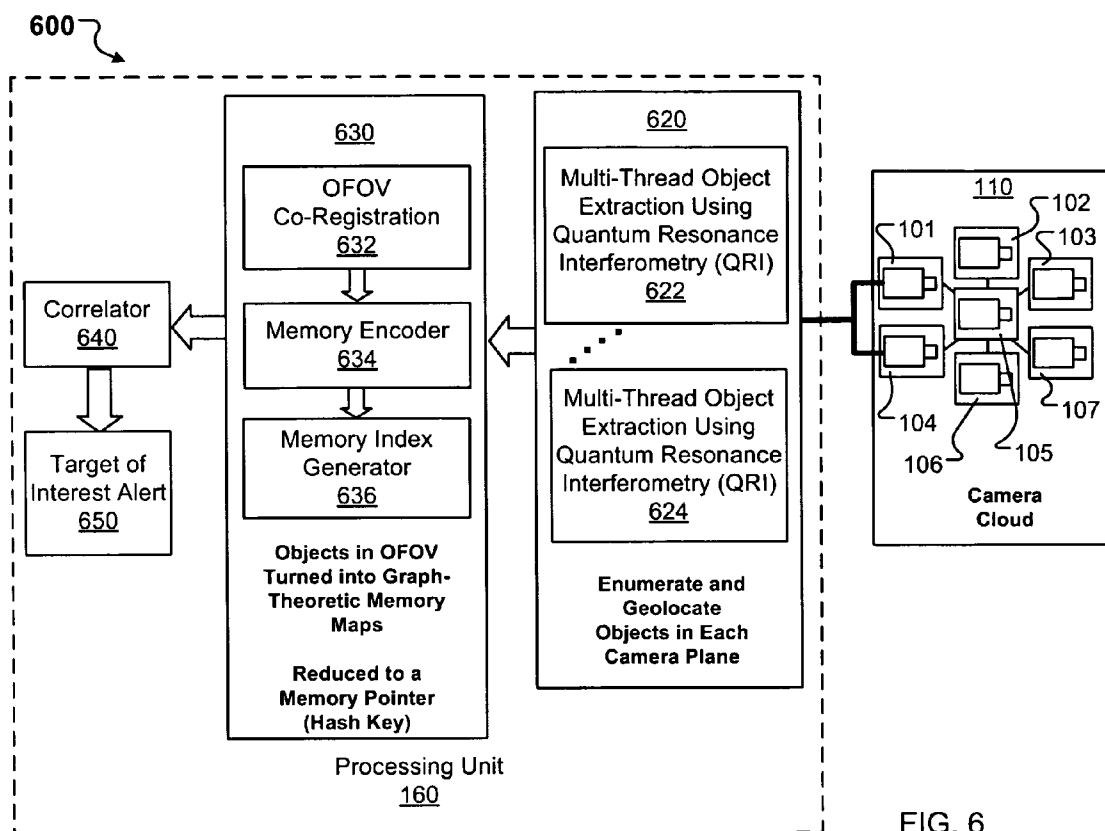 600
630
OFOV
Co-Registration
632
Memory Encoder
634
Memory Index
Generator
636
Objects in OFOV
Turned into Graph-
Theoretic Memory
Maps
Reduced to a
Memory Pointer
(Hash Key)
620
Multi-Thread Object
Extraction Using
Quantum Resonance
Interferometry (QRI)
622
Multi-Thread Object
Extraction Using
Quantum Resonance
Interferometry (QRI)
624
Enumerate and
Geolocate
Objects in Each
Camera Plane
Correlator
640
Target of
Interest Alert
650
Processing Unit
160
110
101
102
103
104
105
106
107
Camera
Cloud
FIG. 6